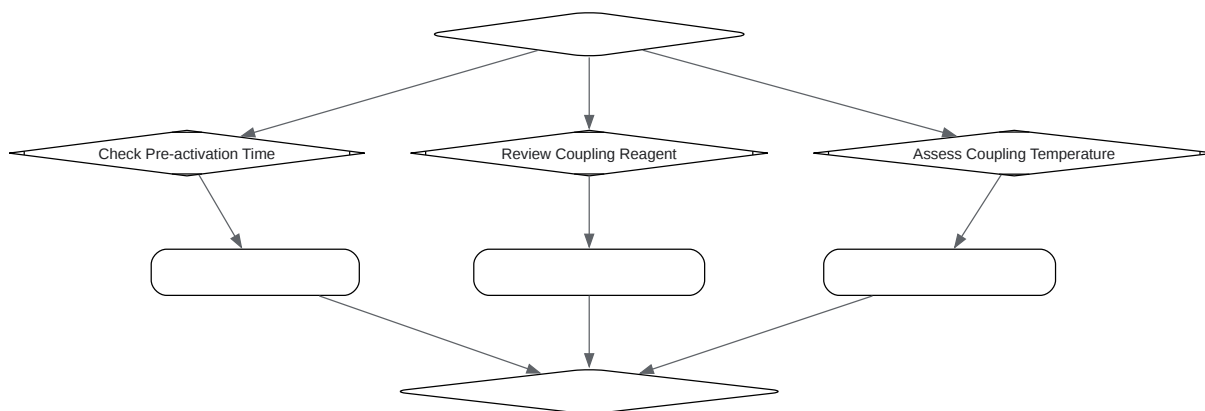 Check Pre-activation Time
Review Coupling Reagent
Assess Coupling Temperature